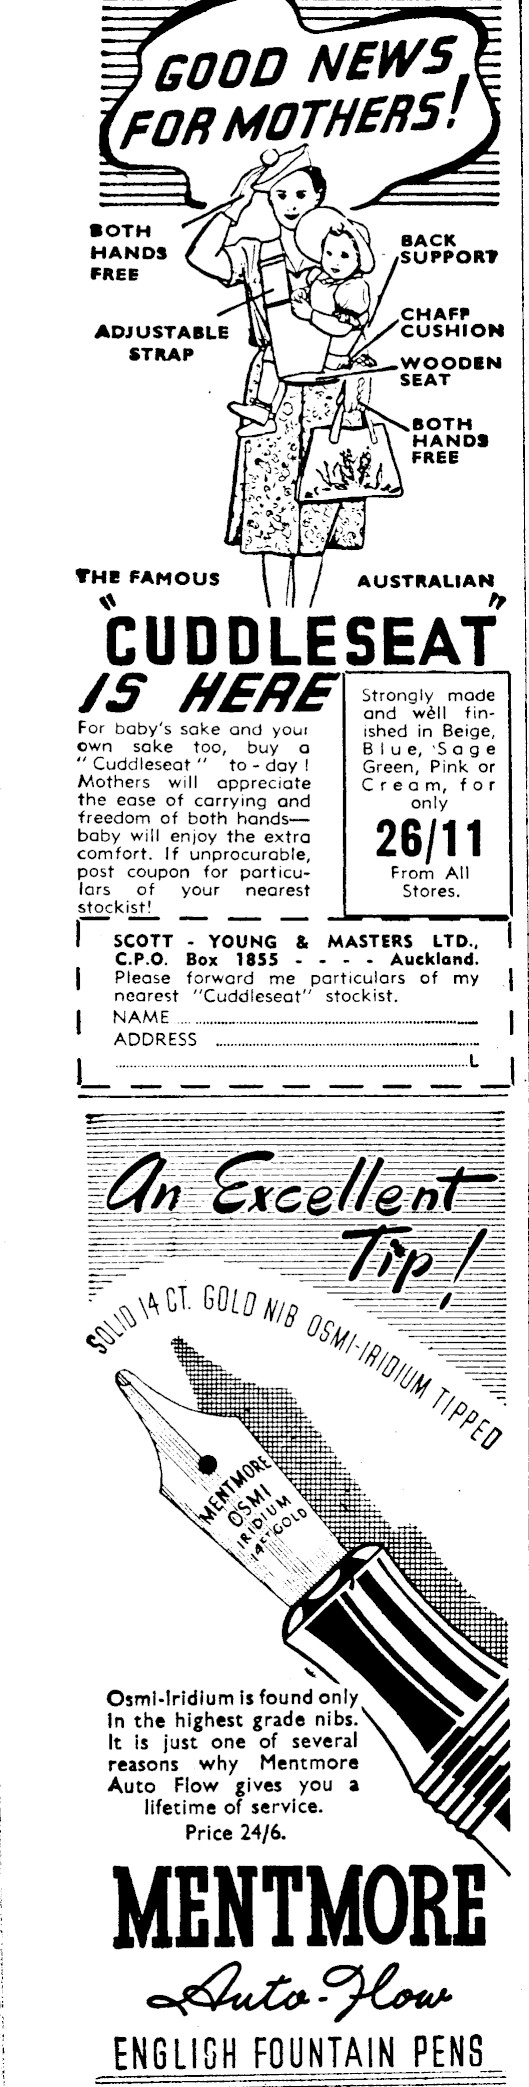 GOOD NEWS
FOR MOTHERS!
BOTH
HANDS
FREE
ADJUSTABLE
STRAP
BACK
SUPPORT
CHAFF
CUSHION
WOODEN
SEAT
BOTH
HANDS
FREE
THE FAMOUS AUSTRALIAN
"CUDDLESEAT"
IS HERE
For baby's sake and your
own sake too, buy a
"Cuddleseat" to-day!
Mothers will appreciate
the ease of carrying and
freedom of both hands—
baby will enjoy the extra
comfort. If unprocurable,
post coupon for particu-
lars of your nearest
stockist!
Strongly made
and well fin-
ished in Beige,
Blue, Sage
Green, Pink or
Cream, for
only
26/11
From All
Stores.
SCOTT - YOUNG & MASTERS LTD.,
C.P.O. Box 1855 - - - - Auckland.
Please forward me particulars of my
nearest "Cuddleseat" stockist.
NAME
ADDRESS
L
An Excellent
Tip!
SOLID 14 CT. GOLD NIB OSMI-IRIDIUM TIPPED
MENTMORE
OSMI
IRIDIUM
14CT GOLD
Osmi-Iridium is found only
in the highest grade nibs.
It is just one of several
reasons why Mentmore
Auto Flow gives you a
lifetime of service.
Price 24/6.
MENTMORE
Auto-Flow
ENGLISH FOUNTAIN PENS